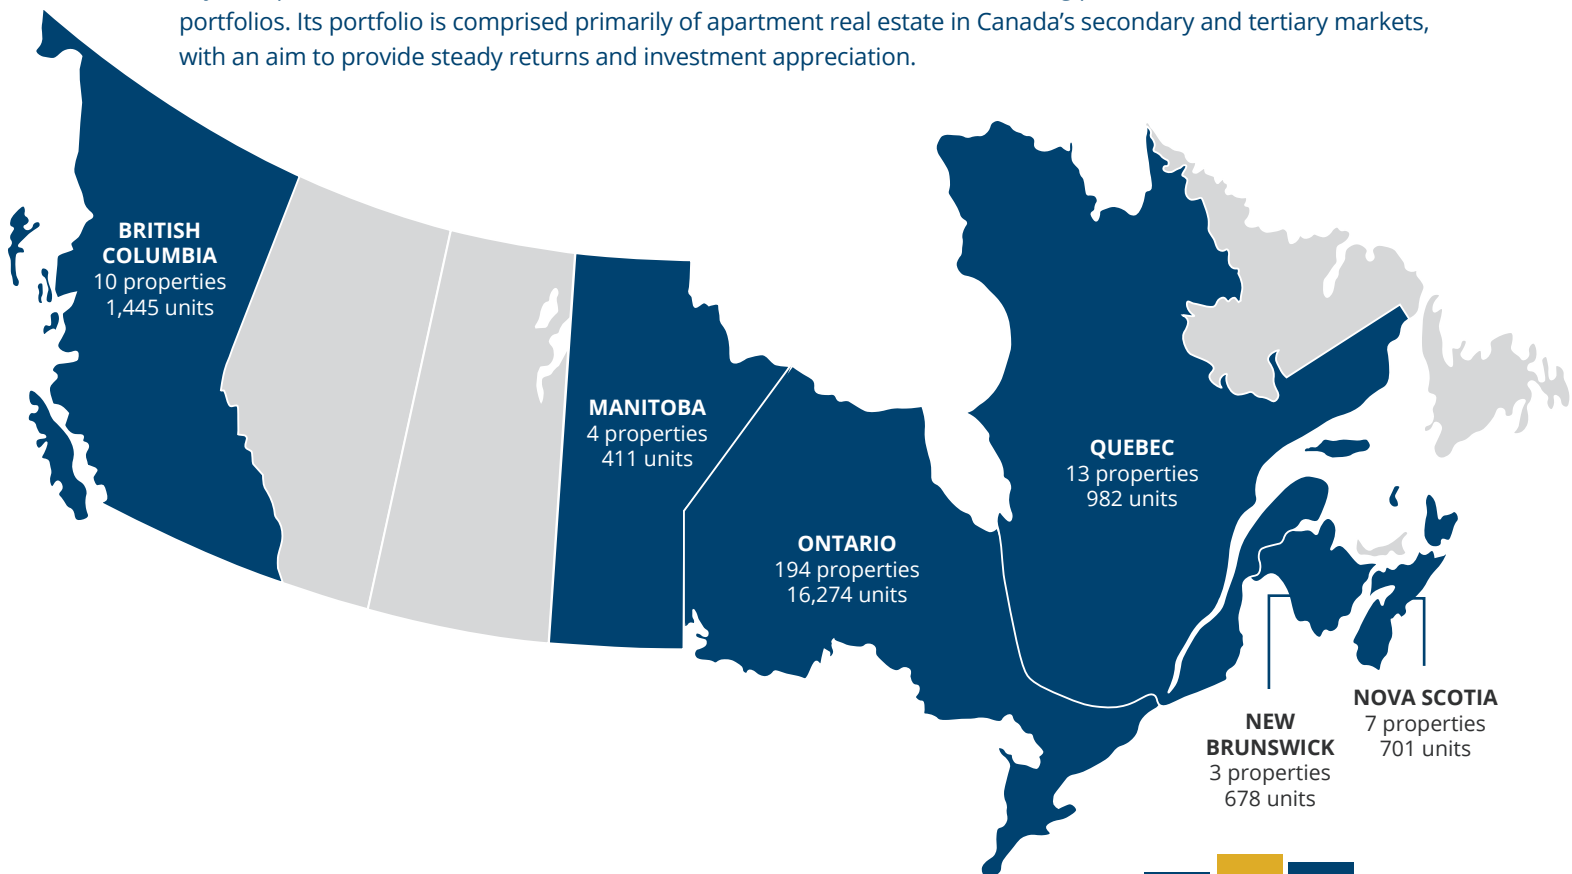 portfolios. Its portfolio is comprised primarily of apartment real estate in Canada’s secondary and tertiary markets,
with an aim to provide steady returns and investment appreciation.
BRITISH
COLUMBIA
10 properties
1,445 units
MANITOBA
4 properties
411 units
ONTARIO
194 properties
16,274 units
QUEBEC
13 properties
982 units
NEW
BRUNSWICK
3 properties
678 units
NOVA SCOTIA
7 properties
701 units